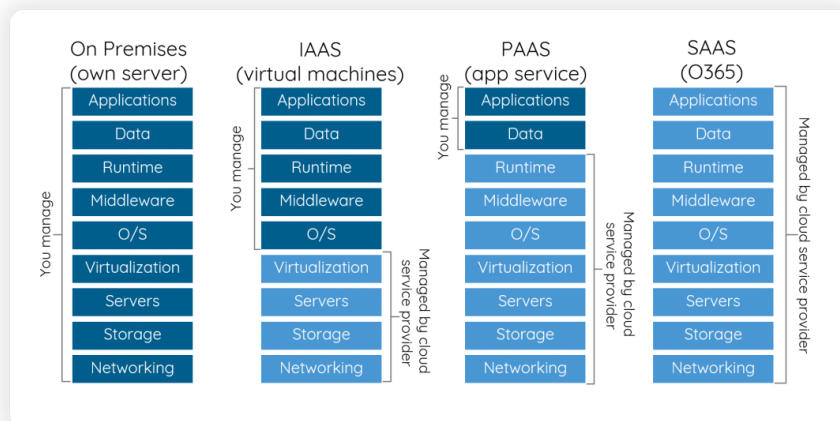 On Premises
(own server)
You manage
Applications
Data
Runtime
Middleware
O/S
Virtualization
Servers
Storage
Networking
IAAS
(virtual machines)
You manage
Applications
Data
Runtime
Middleware
O/S
Virtualization
Servers
Storage
Networking
Managed by cloud
service provider
PAAS
(app service)
You manage
Applications
Data
Runtime
Middleware
O/S
Virtualization
Servers
Storage
Networking
Managed by cloud
service provider
SAAS
(O365)
Applications
Data
Runtime
Middleware
O/S
Virtualization
Servers
Storage
Networking
Managed by cloud service provider